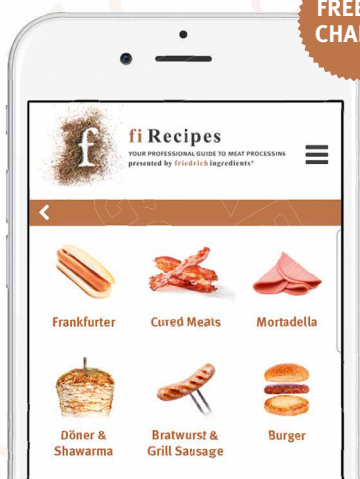 FREE
f
fi Recipes
YOUR PROFESSIONAL GUIDE TO MEAT PROCESSING
presented by friedrich ingredients®
Frankfurter
Cured Meats
Mortadella
Döner &
Shawarma
Bratwurst &
Grill Sausage
Burger